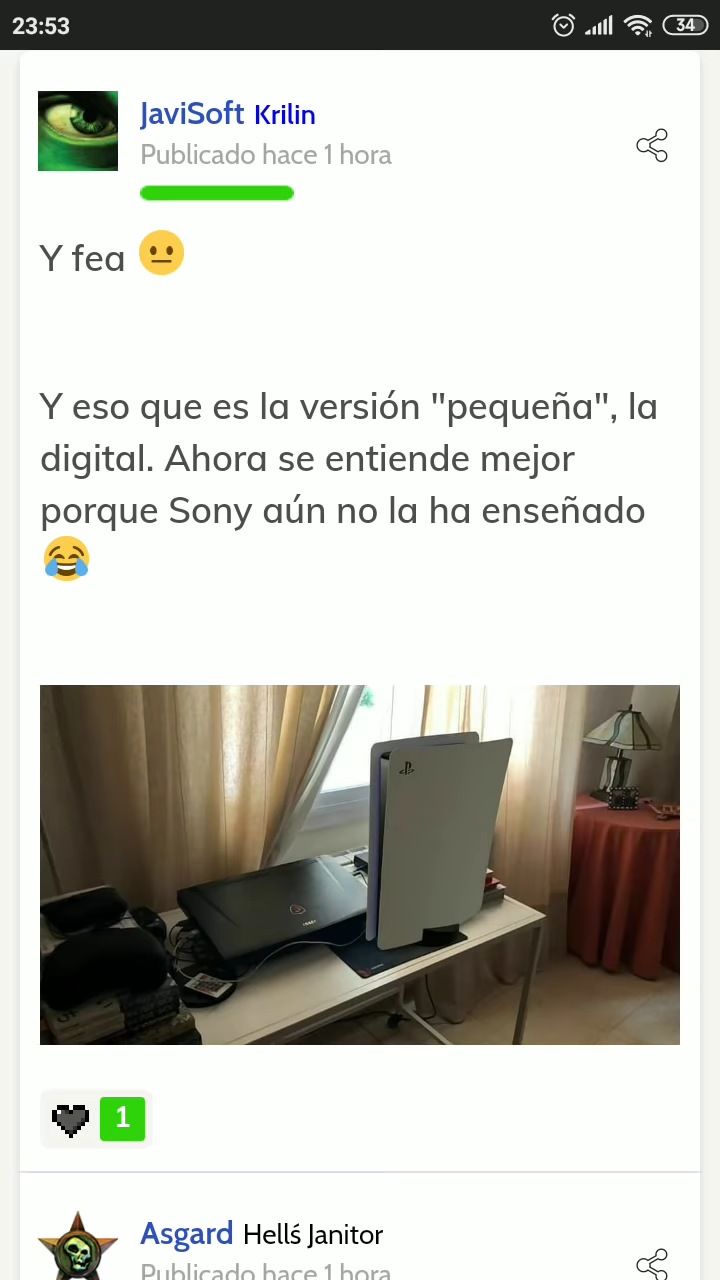 23:53
34
JaviSoft Krilin
Publicado hace 1 hora
Y fea
Y eso que es la versión "pequeña", la
digital. Ahora se entiende mejor
porque Sony aún no la ha enseñado
1
Asgard Hellś Janitor
Publicado hace 1 hora